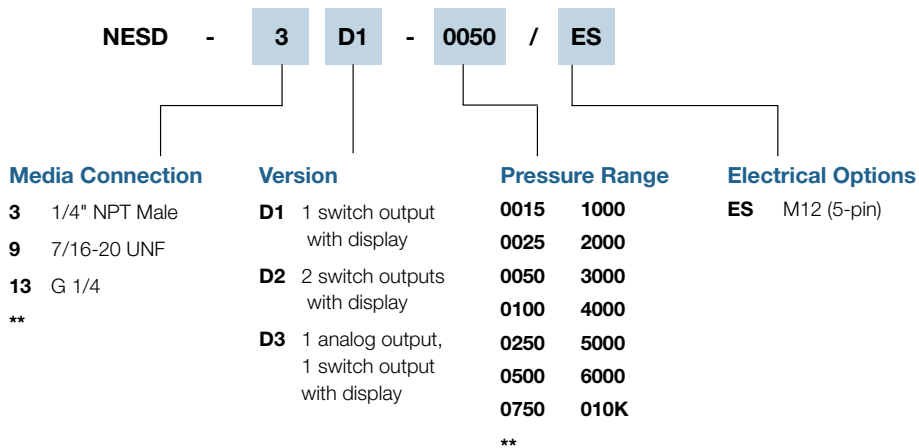 NESD - 3 D1 - 0050 / ES
Media Connection
3 1/4" NPT Male
9 7/16-20 UNF
13 G 1/4
**
Version
D1 1 switch output
with display
D2 2 switch outputs
with display
D3 1 analog output,
1 switch output
with display
Pressure Range
0015 1000
0025 2000
0050 3000
0100 4000
0250 5000
0500 6000
0750 010K
**
Electrical Options
ES M12 (5-pin)